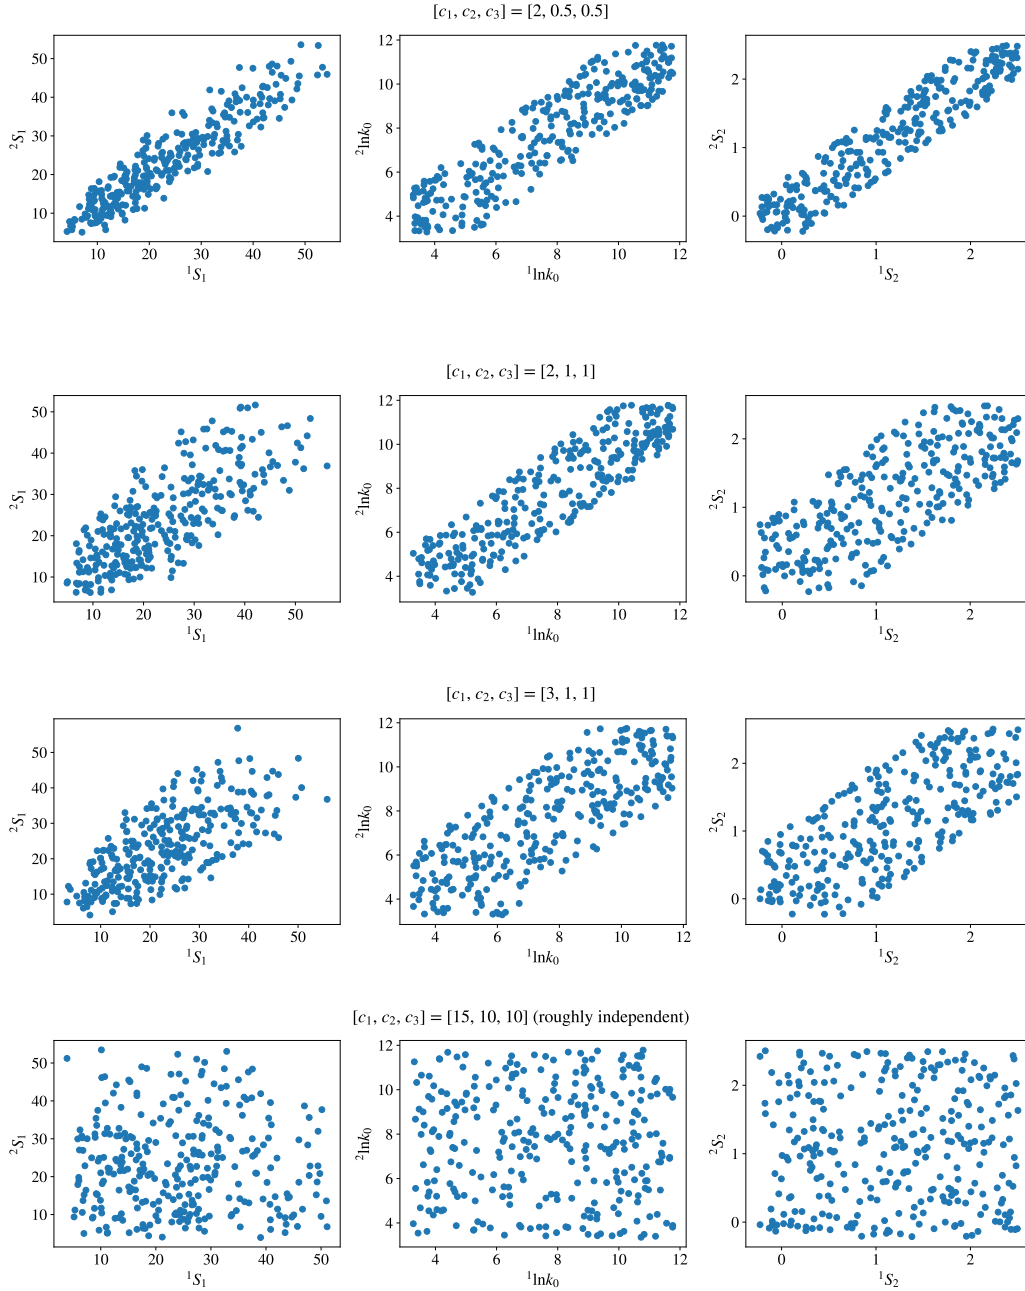 [c₁, c₂, c₃] = [2, 0.5, 0.5]
50
40
30
20
10
²S₁
10 20 30 40 50
¹S₁
12
10
8
6
4
²lnk₀
4 6 8 10 12
¹lnk₀
2
1
0
²S₂
0 1 2
¹S₂
[c₁, c₂, c₃] = [2, 1, 1]
50
40
30
20
10
²S₁
10 20 30 40 50
¹S₁
12
10
8
6
4
²lnk₀
4 6 8 10 12
¹lnk₀
2
1
0
²S₂
0 1 2
¹S₂
[c₁, c₂, c₃] = [3, 1, 1]
50
40
30
20
10
²S₁
10 20 30 40 50
¹S₁
12
10
8
6
4
²lnk₀
4 6 8 10 12
¹lnk₀
2
1
0
²S₂
0 1 2
¹S₂
[c₁, c₂, c₃] = [15, 10, 10] (roughly independent)
50
40
30
20
10
²S₁
10 20 30 40 50
¹S₁
12
10
8
6
4
²lnk₀
4 6 8 10 12
¹lnk₀
2
1
0
²S₂
0 1 2
¹S₂